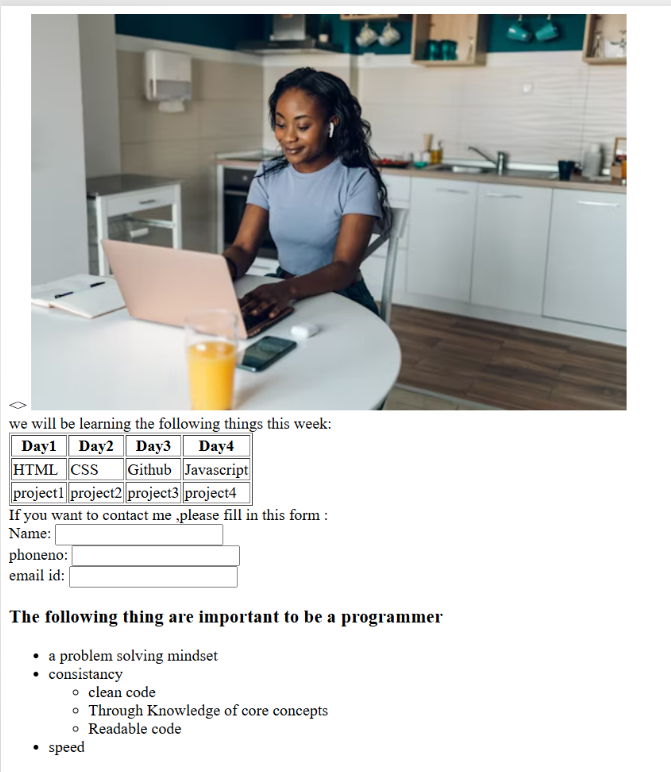 <>
we will be learning the following things this week:
Day1 Day2 Day3 Day4
HTML CSS Github Javascript
project1 project2 project3 project4
If you want to contact me ,please fill in this form :
Name:
phoneno:
email id:
The following thing are important to be a programmer
a problem solving mindset
consistancy
clean code
Through Knowledge of core concepts
Readable code
speed